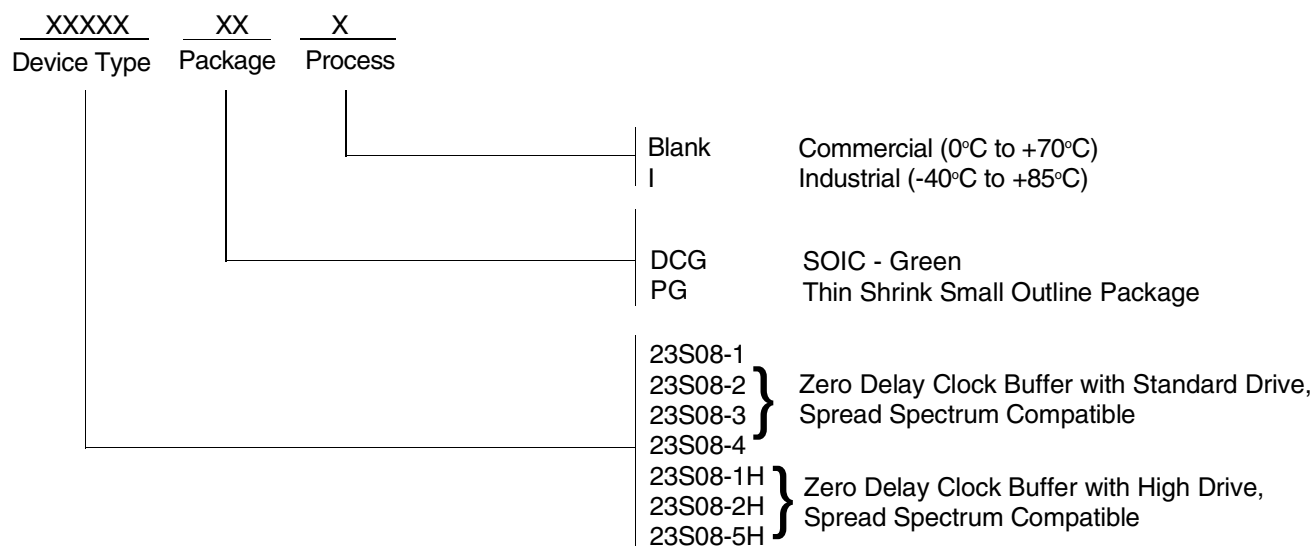 XXXXX XX X
Device Type Package Process
Blank Commercial (0°C to +70°C)
I Industrial (-40°C to +85°C)
DCG SOIC - Green
PG Thin Shrink Small Outline Package
23S08-1
23S08-2
23S08-3
23S08-4
} Zero Delay Clock Buffer with Standard Drive,
Spread Spectrum Compatible
23S08-1H
23S08-2H
23S08-5H
} Zero Delay Clock Buffer with High Drive,
Spread Spectrum Compatible